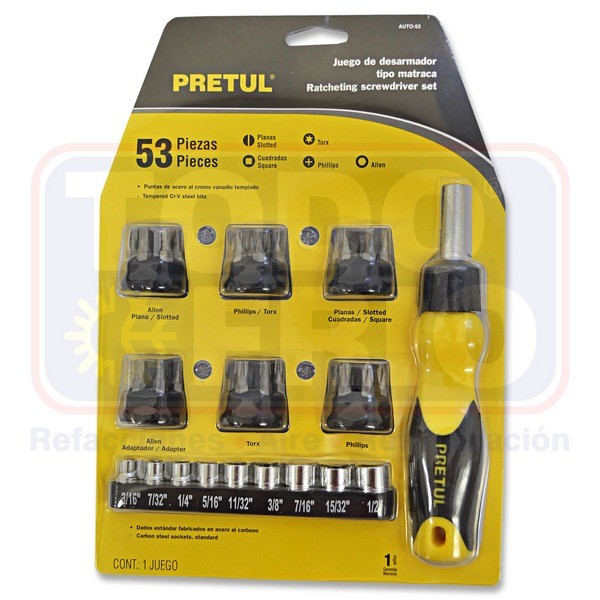 AUTO-53
Juego de desarmador
tipo matraca
Ratcheting screwdriver set
PRETUL®
53 Piezas
Pieces
Planas
Slotted
Torx
Cuadradas
Square
Phillips
Allen
• Puntas de acero al cromo vanadio templado
• Tempered Cr-V steel bits
TODO
Allen
Plana / Slotted
Phillips / Torx
Planas / Slotted
Cuadradas / Square
Allen
Adaptador / Adapter
Torx
Phillips
Refacciones
PRETUL
3/16" 7/32" 1/4" 5/16" 11/32" 3/8" 7/16" 15/32" 1/2"
• Dados estándar fabricados en acero al carbono
• Carbon steel sockets, standard
CONT.: 1 JUEGO
1 año
Garantía
Warranty